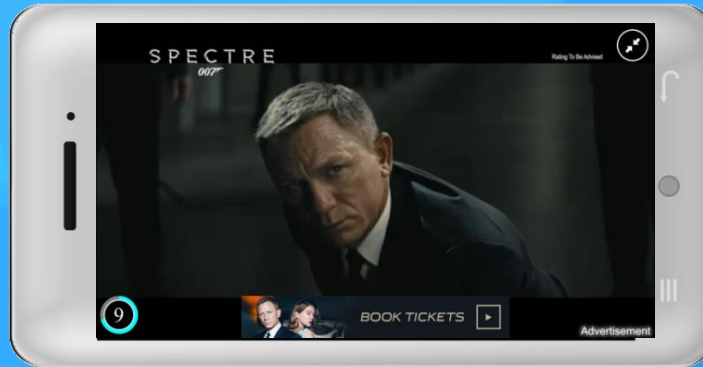 SPECTRE
007
Rating To Be Advised
9
BOOK TICKETS
Advertisement